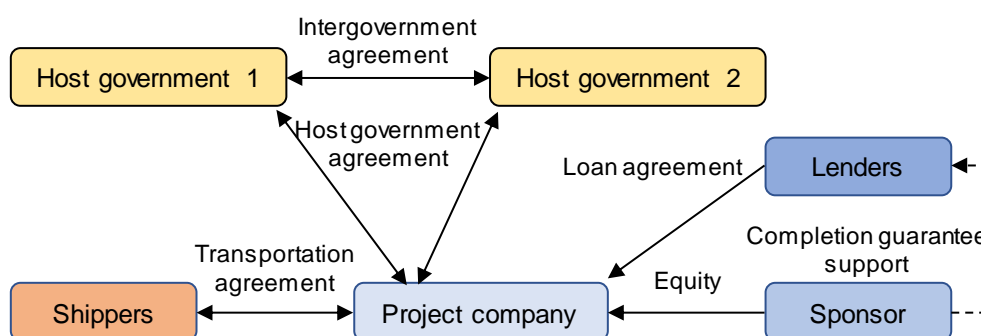 Intergovernment
agreement
Host government 1
Host government 2
Host government
agreement
Loan agreement
Lenders
Transportation
agreement
Completion guarantee
support
Equity
Shippers
Project company
Sponsor